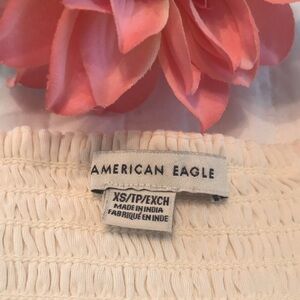 AMERICAN EAGLE
XS/TP/EXCH
MADE IN INDIA
FABRIQUÉ EN INDE